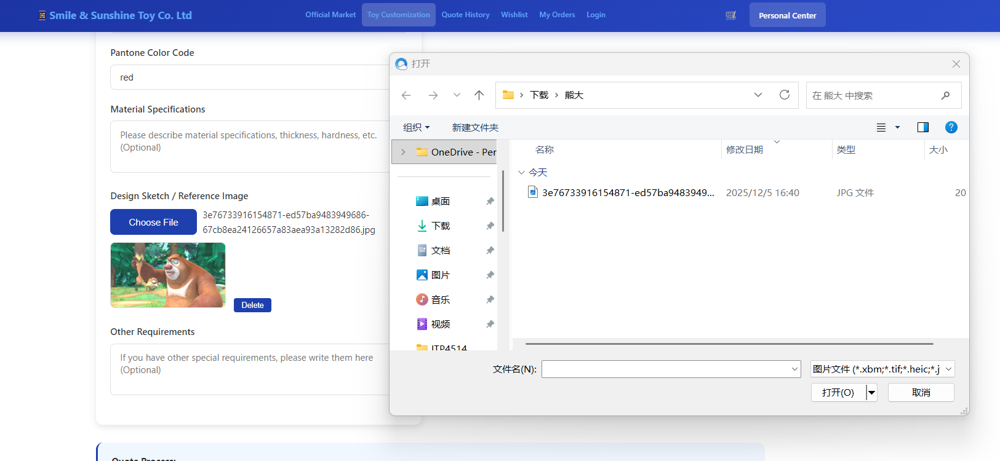 Smile & Sunshine Toy Co. Ltd
Official Market
Toy Customization
Quote History
Wishlist
My Orders
Login
Personal Center
Pantone Color Code
red
Material Specifications
Please describe material specifications, thickness, hardness, etc.
(Optional)
Design Sketch / Reference Image
Choose File
3e76733916154871-ed57ba9483949686-
67cb8ea24126657a83aea93a13282d86.jpg
Delete
Other Requirements
If you have other special requirements, please write them here
(Optional)
Quote Process:
打开
下载
熊大
在 熊大 中搜索
组织
新建文件夹
OneDrive - Per
桌面
下载
文档
图片
音乐
视频
ITP4514
名称
修改日期
类型
大小
今天
3e76733916154871-ed57ba9483949...
2025/12/5 16:40
JPG 文件
20
文件名(N):
图片文件 (*.xbm;*.tif;*.heic;*.j
打开(O)
取消